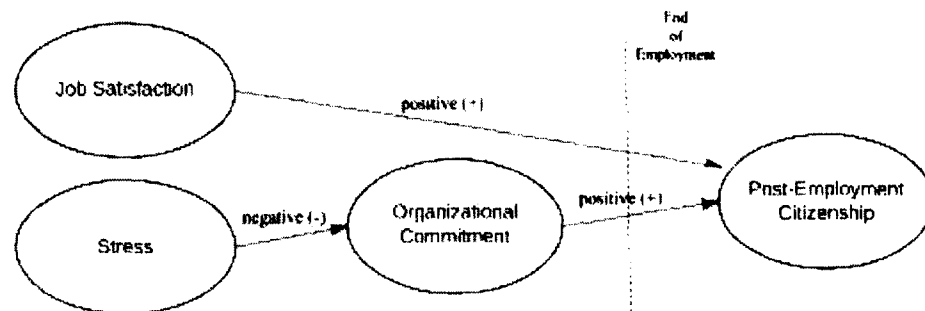 End
of
Employment
Job Satisfaction
positive (+)
Post-Employment
Citizenship
Organizational
Commitment
positive (+)
negative (-)
Stress